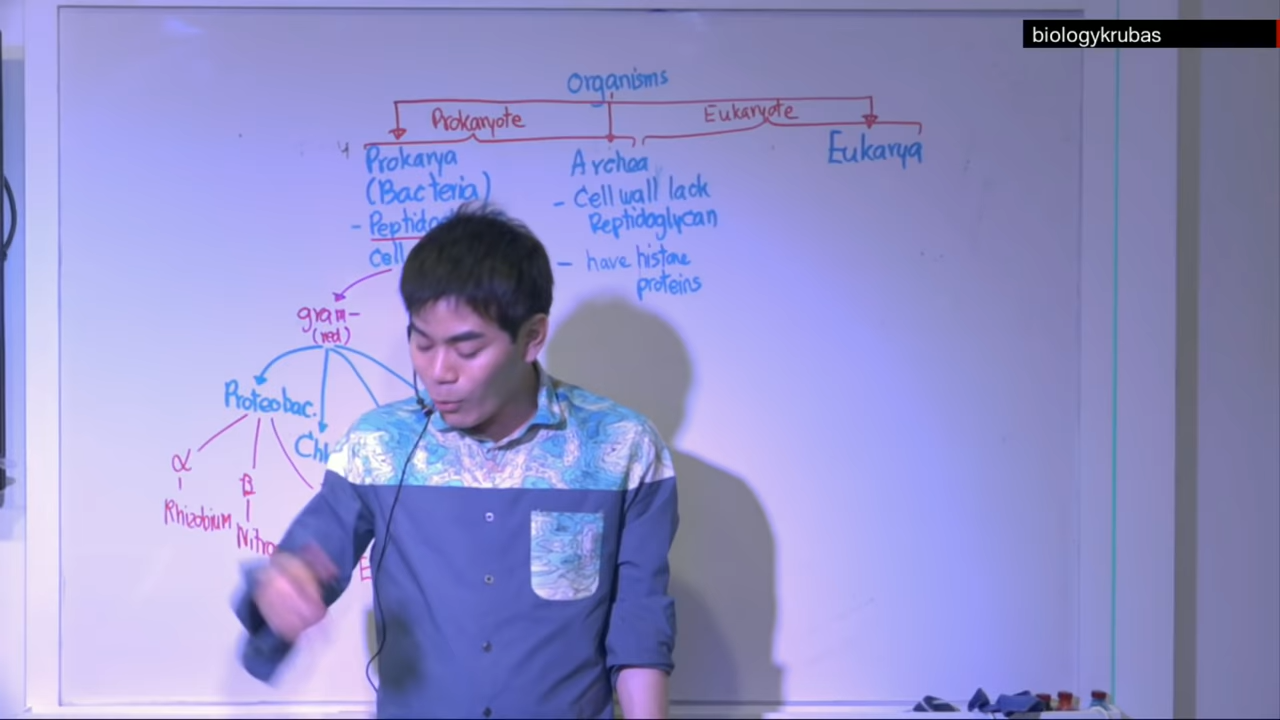 biologykrubas
Organisms
Prokaryote
Eukaryote
Prokarya
(Bacteria)
Archea
Eukarya
- Cell wall lack
Peptidoglycan
- have histone
proteins
gram-
(red)
Proteobac.
α
β
Rhizobium